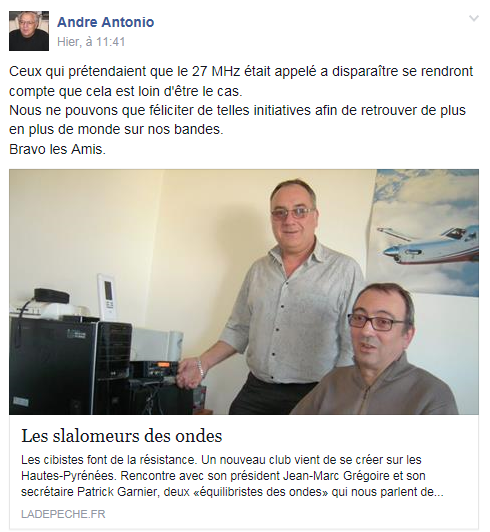 Andre Antonio
Hier, à 11:41
Ceux qui prétendaient que le 27 MHz était appelé a disparaître se rendront
compte que cela est loin d'être le cas.
Nous ne pouvons que féliciter de telles initiatives afin de retrouver de plus
en plus de monde sur nos bandes.
Bravo les Amis.
Les slalomeurs des ondes
Les cibistes font de la résistance. Un nouveau club vient de se créer sur les
Hautes-Pyrénées. Rencontre avec son président Jean-Marc Grégoire et son
secrétaire Patrick Garnier, deux «équilibristes des ondes» qui nous parlent de...
LADEPECHE.FR